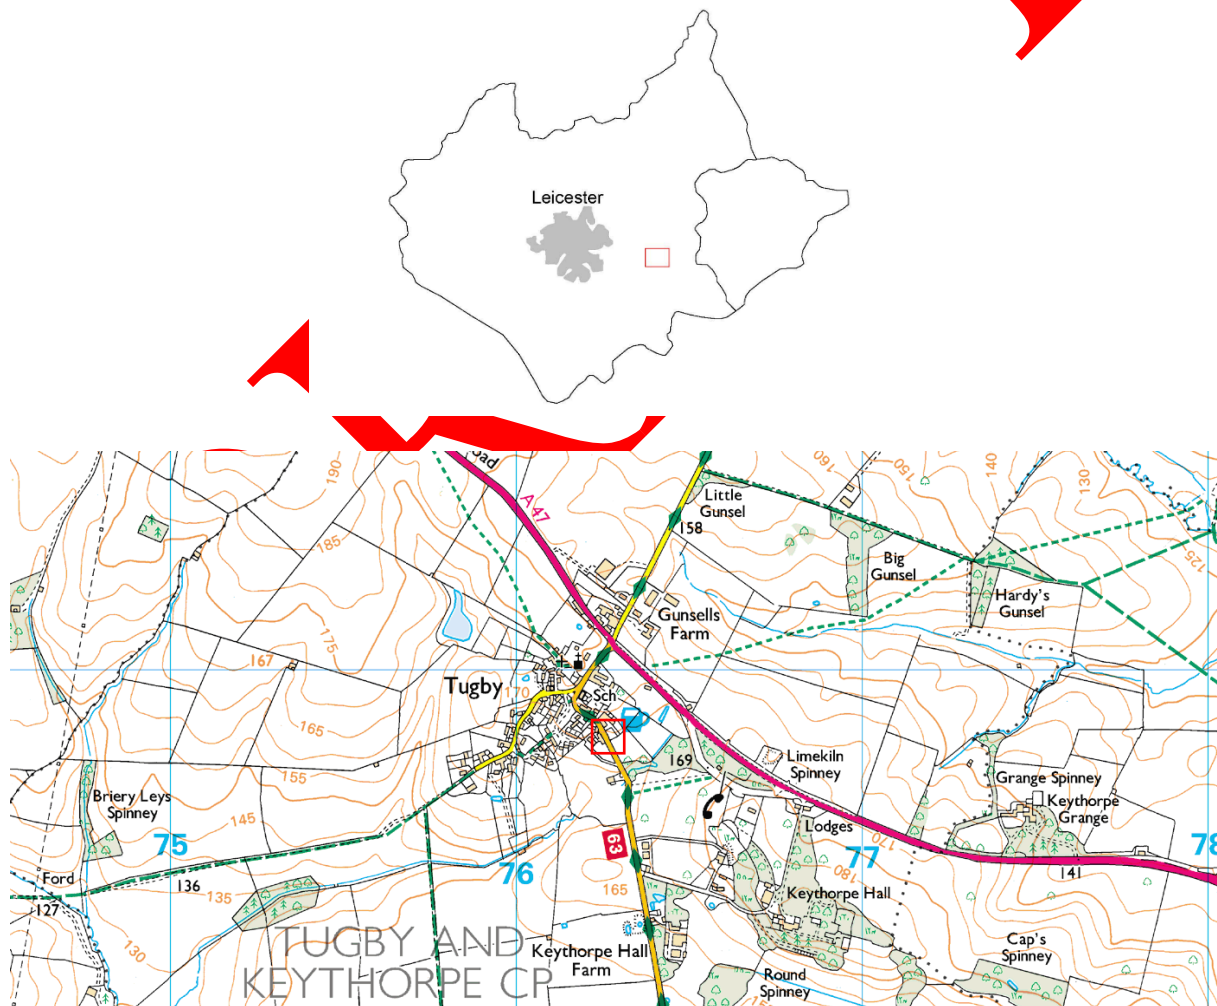 Leicester
190
oad
A 47
160
150
140
130
Little
Gunsel
158
185
125
Big
Gunsel
Hardy's
Gunsel
Gunsells
Farm
175
167
Tugby
170
Sch
165
155
169
Limekiln
Spinney
Grange Spinney
Keythorpe
Grange
Briery Leys
Spinney
145
75
Lodges
63
77
170
78
76
180
141
Ford
136
135
165
Keythorpe Hall
127
130
TUGBY AND
KEYTHORPE CP
Keythorpe Hall
Farm
Cap's
Spinney
Round
Spinney